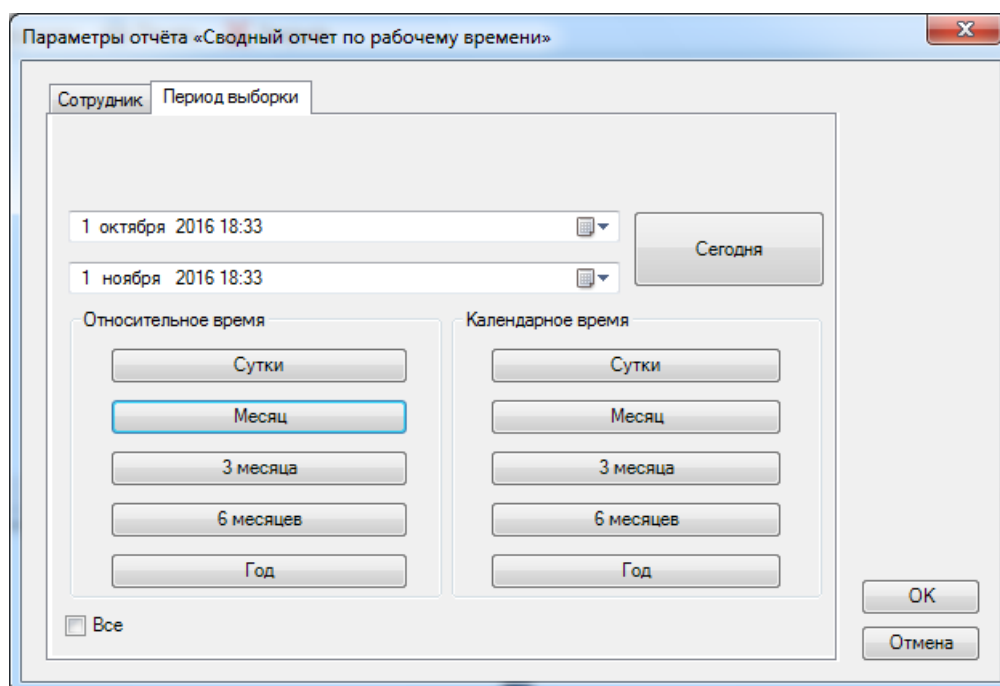 Параметры отчёта «Сводный отчет по рабочему времени»
Сотрудник Период выборки
1 октября 2016 18:33
Сегодня
1 ноября 2016 18:33
Относительное время Календарное время
Сутки Сутки
Месяц Месяц
3 месяца 3 месяца
6 месяцев 6 месяцев
Год Год
OK
Все
Отмена